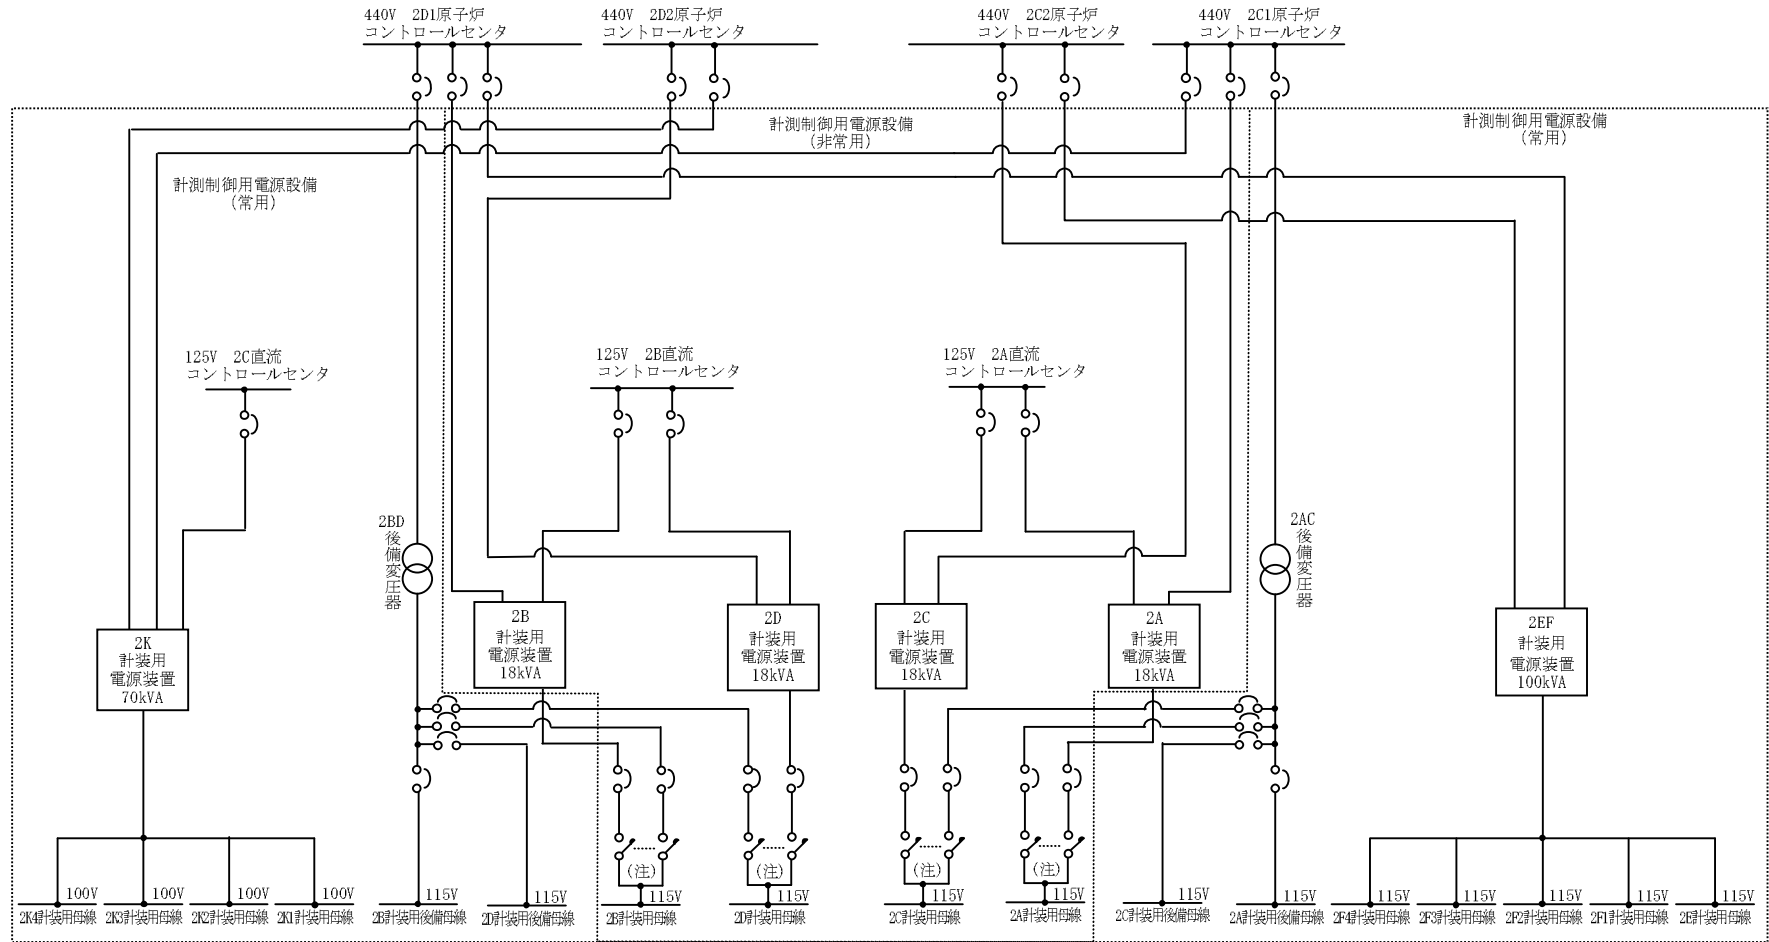 440V 2D1原子炉
コントロールセンタ
440V 2D2原子炉
コントロールセンタ
440V 2C2原子炉
コントロールセンタ
440V 2C1原子炉
コントロールセンタ
計測制御用電源設備
(非常用)
計測制御用電源設備
(常用)
計測制御用電源設備
(常用)
125V 2C直流
コントロールセンタ
125V 2B直流
コントロールセンタ
125V 2A直流
コントロールセンタ
2BD
後備変圧器
2AC
後備変圧器
2K
計装用
電源装置
70kVA
2B
計装用
電源装置
18kVA
2D
計装用
電源装置
18kVA
2C
計装用
電源装置
18kVA
2A
計装用
電源装置
18kVA
2EF
計装用
電源装置
100kVA
(注)
(注)
(注)
(注)
100V
2K4計装用母線
100V
2K3計装用母線
100V
2K2計装用母線
100V
2K1計装用母線
115V
2B計装用後備母線
115V
2D計装用後備母線
115V
2B計装用母線
115V
2D計装用母線
115V
2C計装用母線
115V
2A計装用母線
115V
2C計装用後備母線
115V
2A計装用後備母線
115V
2F4計装用母線
115V
2F3計装用母線
115V
2F2計装用母線
115V
2F1計装用母線
115V
2E計装用母線